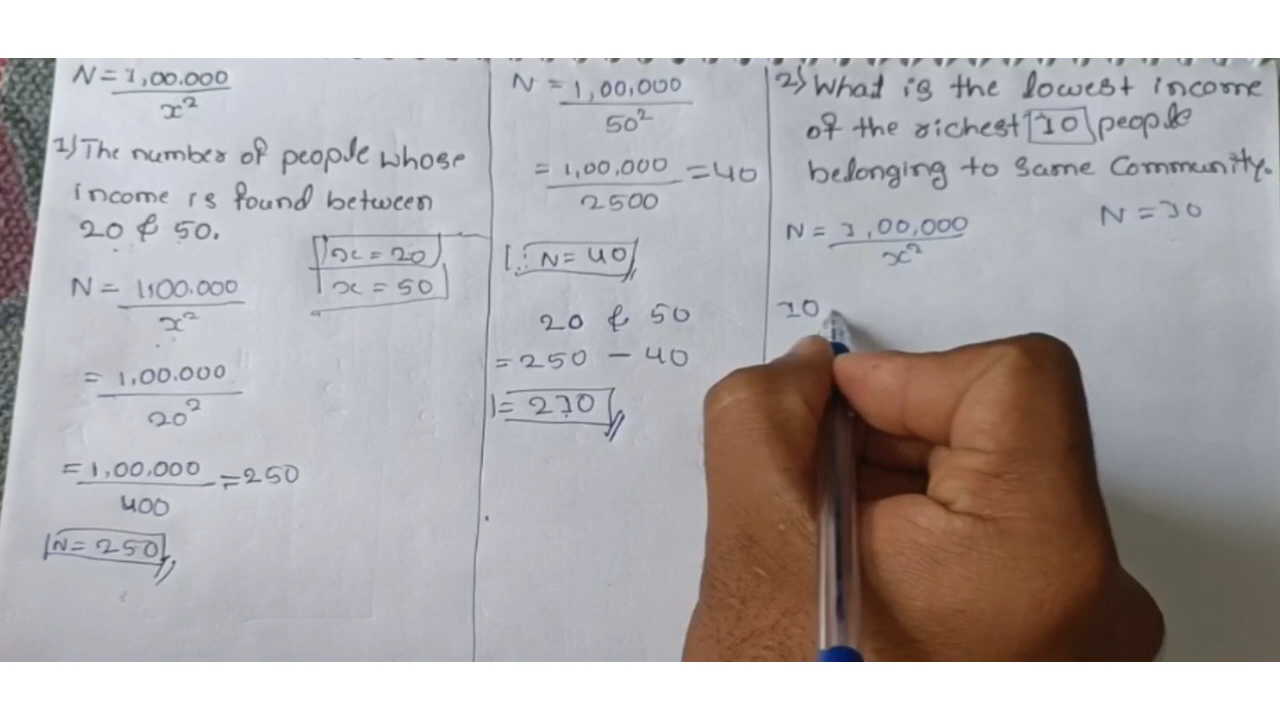 N = 1,00.000
x²
1) The number of people whose
income is found between
20 & 50.
x = 20
x = 50
N = 1,00.000
x²
= 1,00.000
20²
= 1,00,000 = 250
400
N = 250
N = 1,00,000
50²
= 1,00,000 = 40
2500
∴ N = 40
20 & 50
= 250 - 40
= 210
2) What is the lowest income
of the richest 10 people
belonging to same Community.
N = 1,00,000
x²
N = 10
10